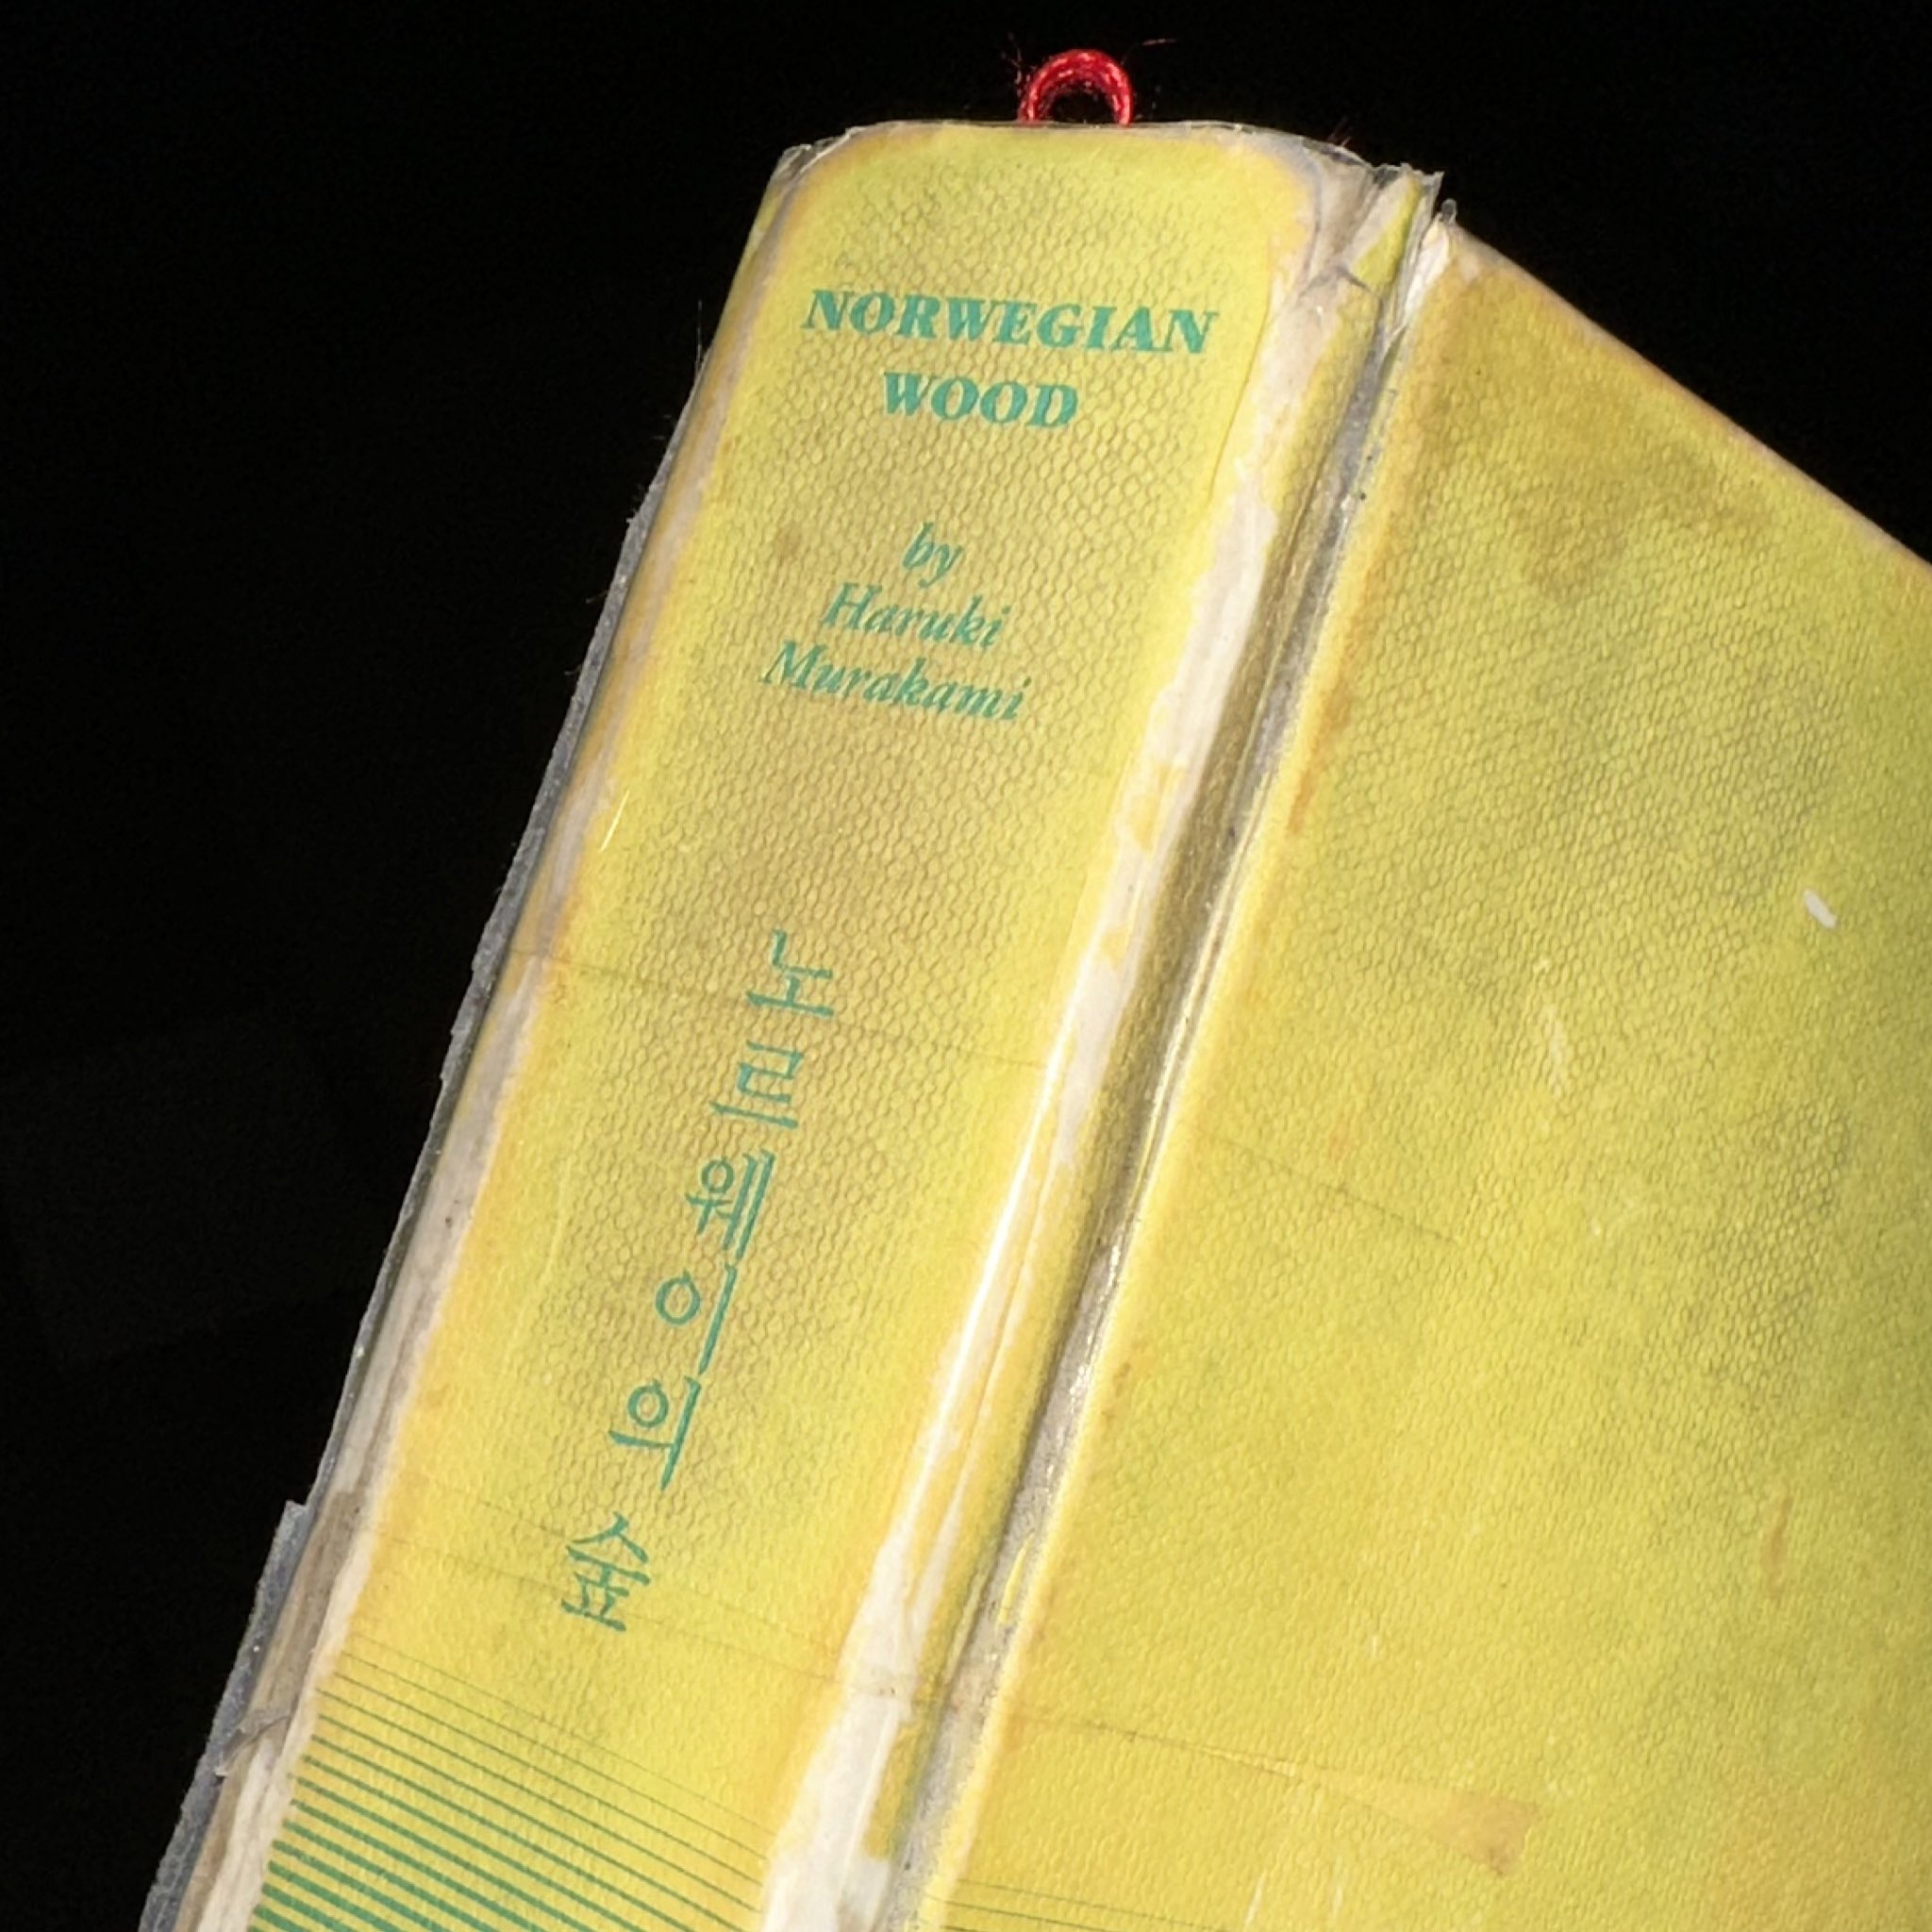 NORWEGIAN
WOOD
by
Haruki
Murakami
노르웨이의 숲